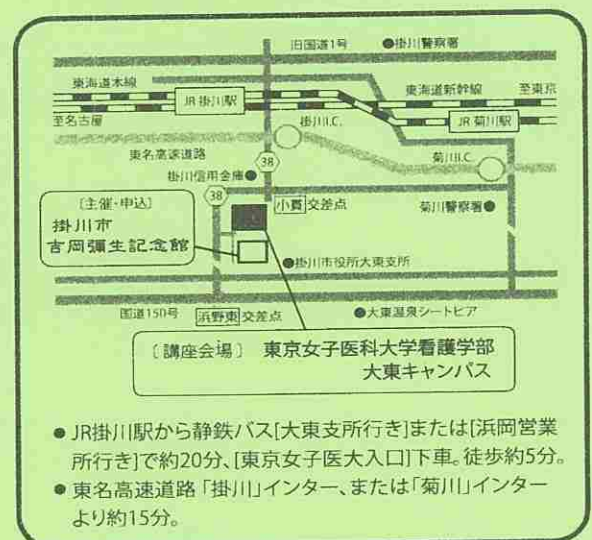 旧国道1号 ●掛川警察署
東海道本線
JR 掛川駅
東海道新幹線
至東京
至名古屋
掛川I.C.
JR 菊川駅
東名高速道路
38
菊川I.C.
掛川信用金庫●
38
〔主催・申込〕
掛川市
吉岡彌生記念館
小貫 交差点
菊川警察署●
●掛川市役所大東支所
国道150号 浜野東 交差点
●大東温泉シートピア
〔講座会場〕 東京女子医科大学看護学部
大東キャンパス
● JR掛川駅から静鉄バス[大東支所行き]または[浜岡営業
所行き]で約20分、[東京女子医大入口]下車。徒歩約5分。
● 東名高速道路「掛川」インター、または「菊川」インター
より約15分。